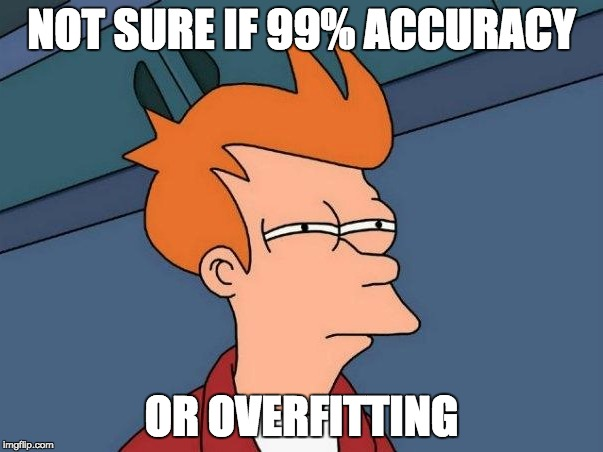 NOT SURE IF 99% ACCURACY
OR OVERFITTING
imgflip.com